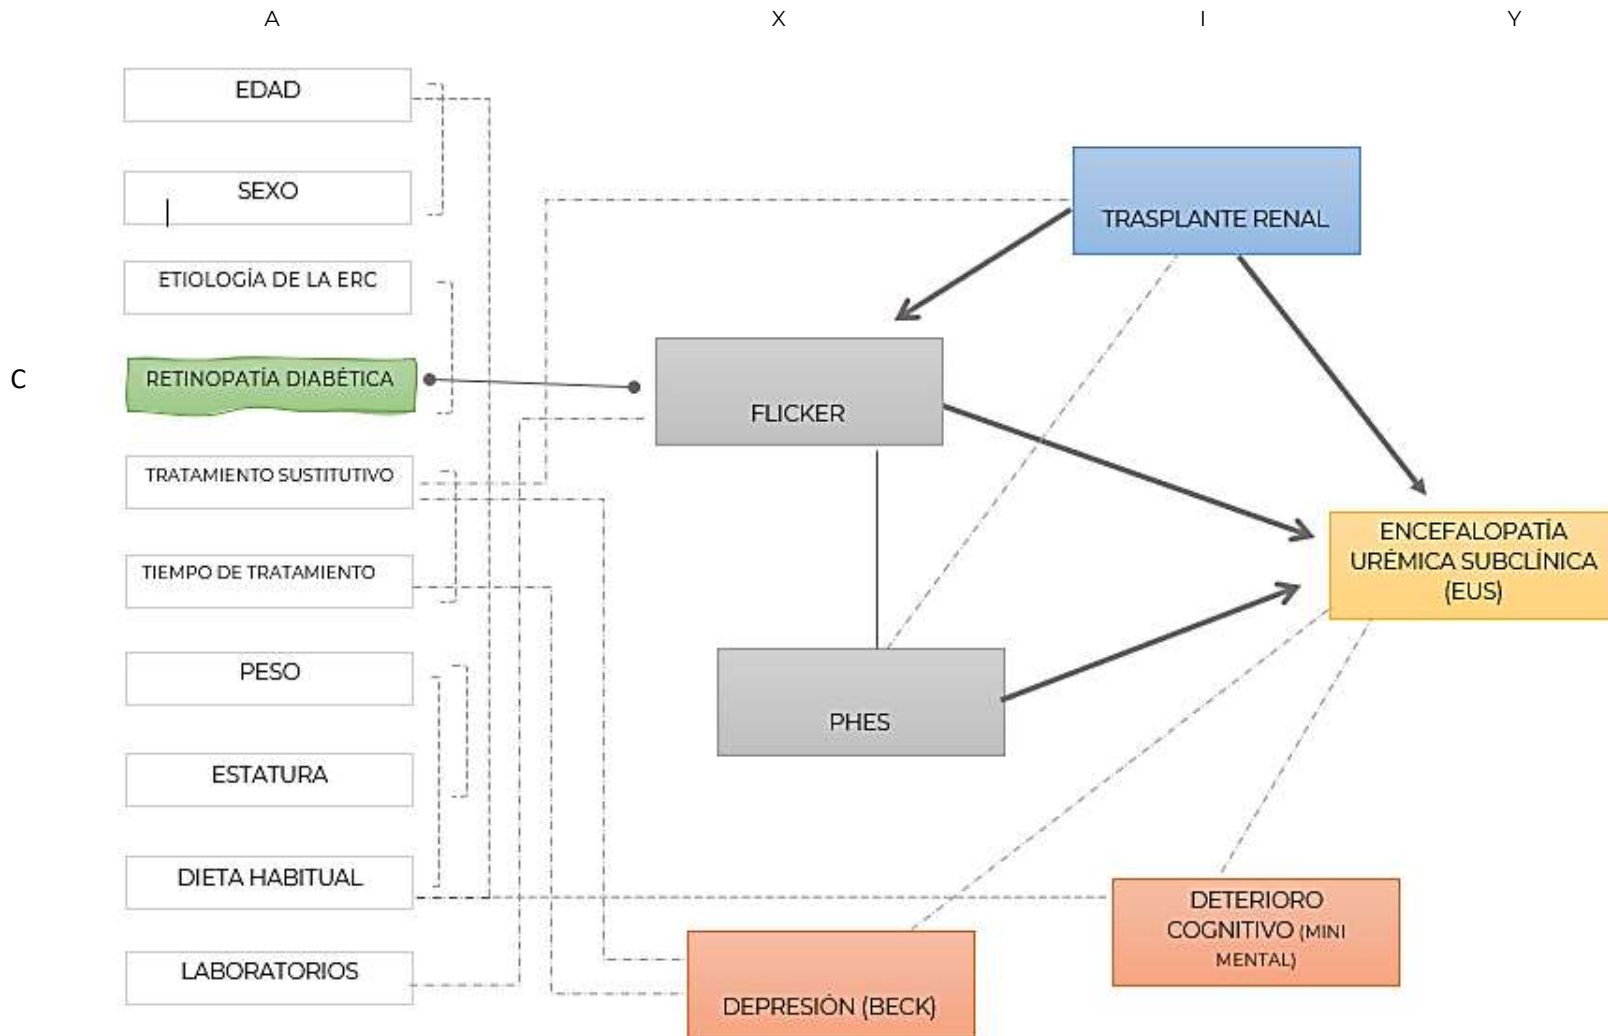 A
X
I
Y
EDAD
SEXO
ETIOLOGÍA DE LA ERC
C
RETINOPATÍA DIABÉTICA
TRATAMIENTO SUSTITUTIVO
TIEMPO DE TRATAMIENTO
PESO
ESTATURA
DIETA HABITUAL
LABORATORIOS
TRASPLANTE RENAL
FLICKER
PHES
ENCEFALOPATÍA
URÉMICA SUBCLÍNICA
(EUS)
DETERIORO
COGNITIVO (MINI
MENTAL)
DEPRESIÓN (BECK)